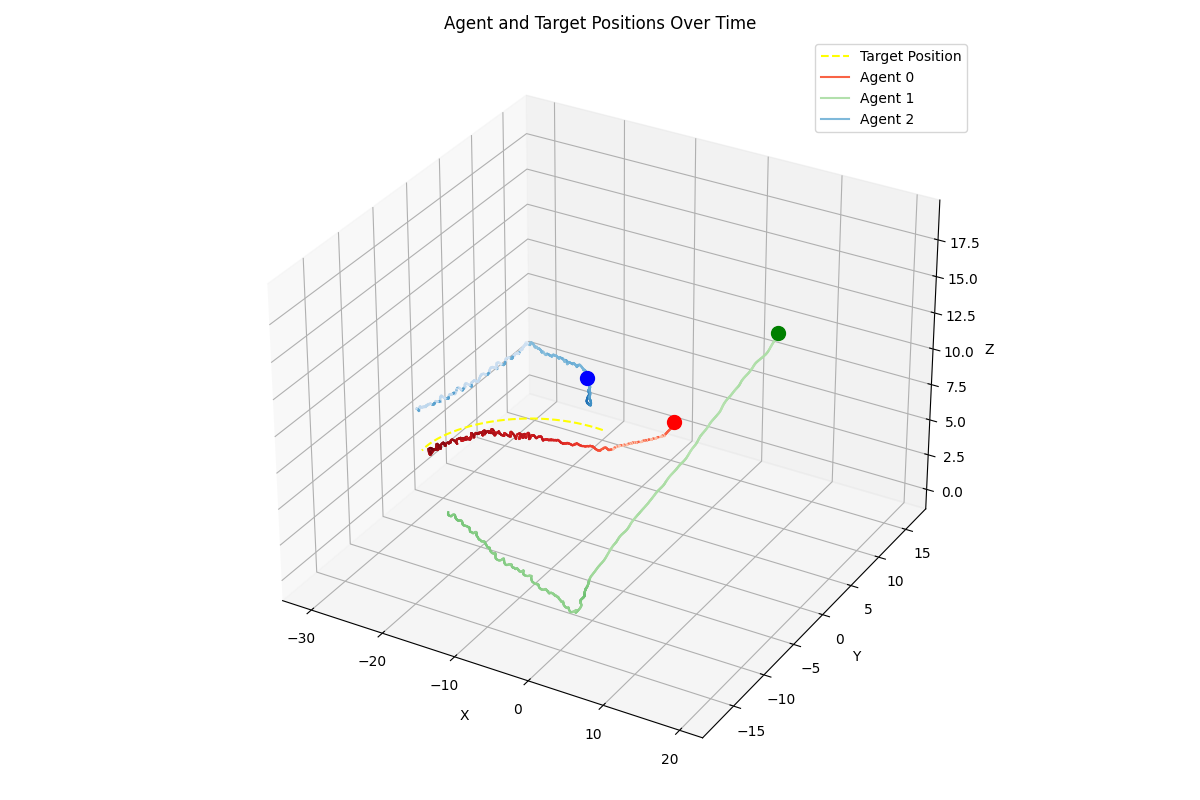 Agent and Target Positions Over Time
Target Position
Agent 0
Agent 1
Agent 2
17.5
15.0
12.5
10.0
7.5
5.0
2.5
0.0
Z
15
10
5
0
−5
−10
−15
Y
−30
−20
−10
0
10
20
X